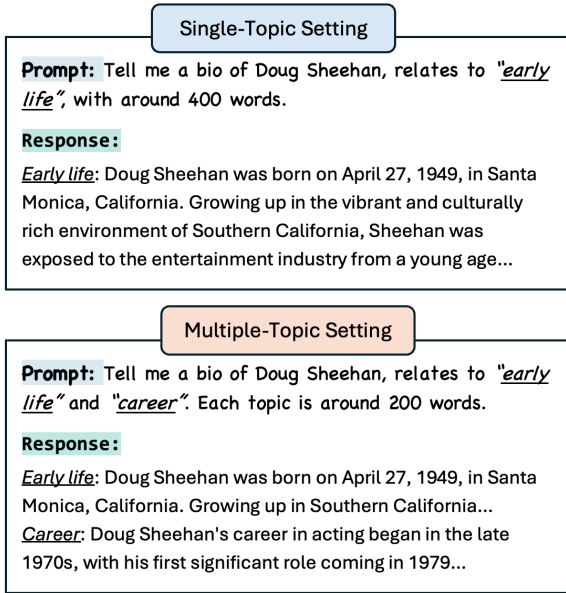 Single-Topic Setting
Prompt: Tell me a bio of Doug Sheehan, relates to "early
life", with around 400 words.
Response:
Early life: Doug Sheehan was born on April 27, 1949, in Santa
Monica, California. Growing up in the vibrant and culturally
rich environment of Southern California, Sheehan was
exposed to the entertainment industry from a young age...
Multiple-Topic Setting
Prompt: Tell me a bio of Doug Sheehan, relates to "early
life" and "career". Each topic is around 200 words.
Response:
Early life: Doug Sheehan was born on April 27, 1949, in Santa
Monica, California. Growing up in Southern California...
Career: Doug Sheehan's career in acting began in the late
1970s, with his first significant role coming in 1979...